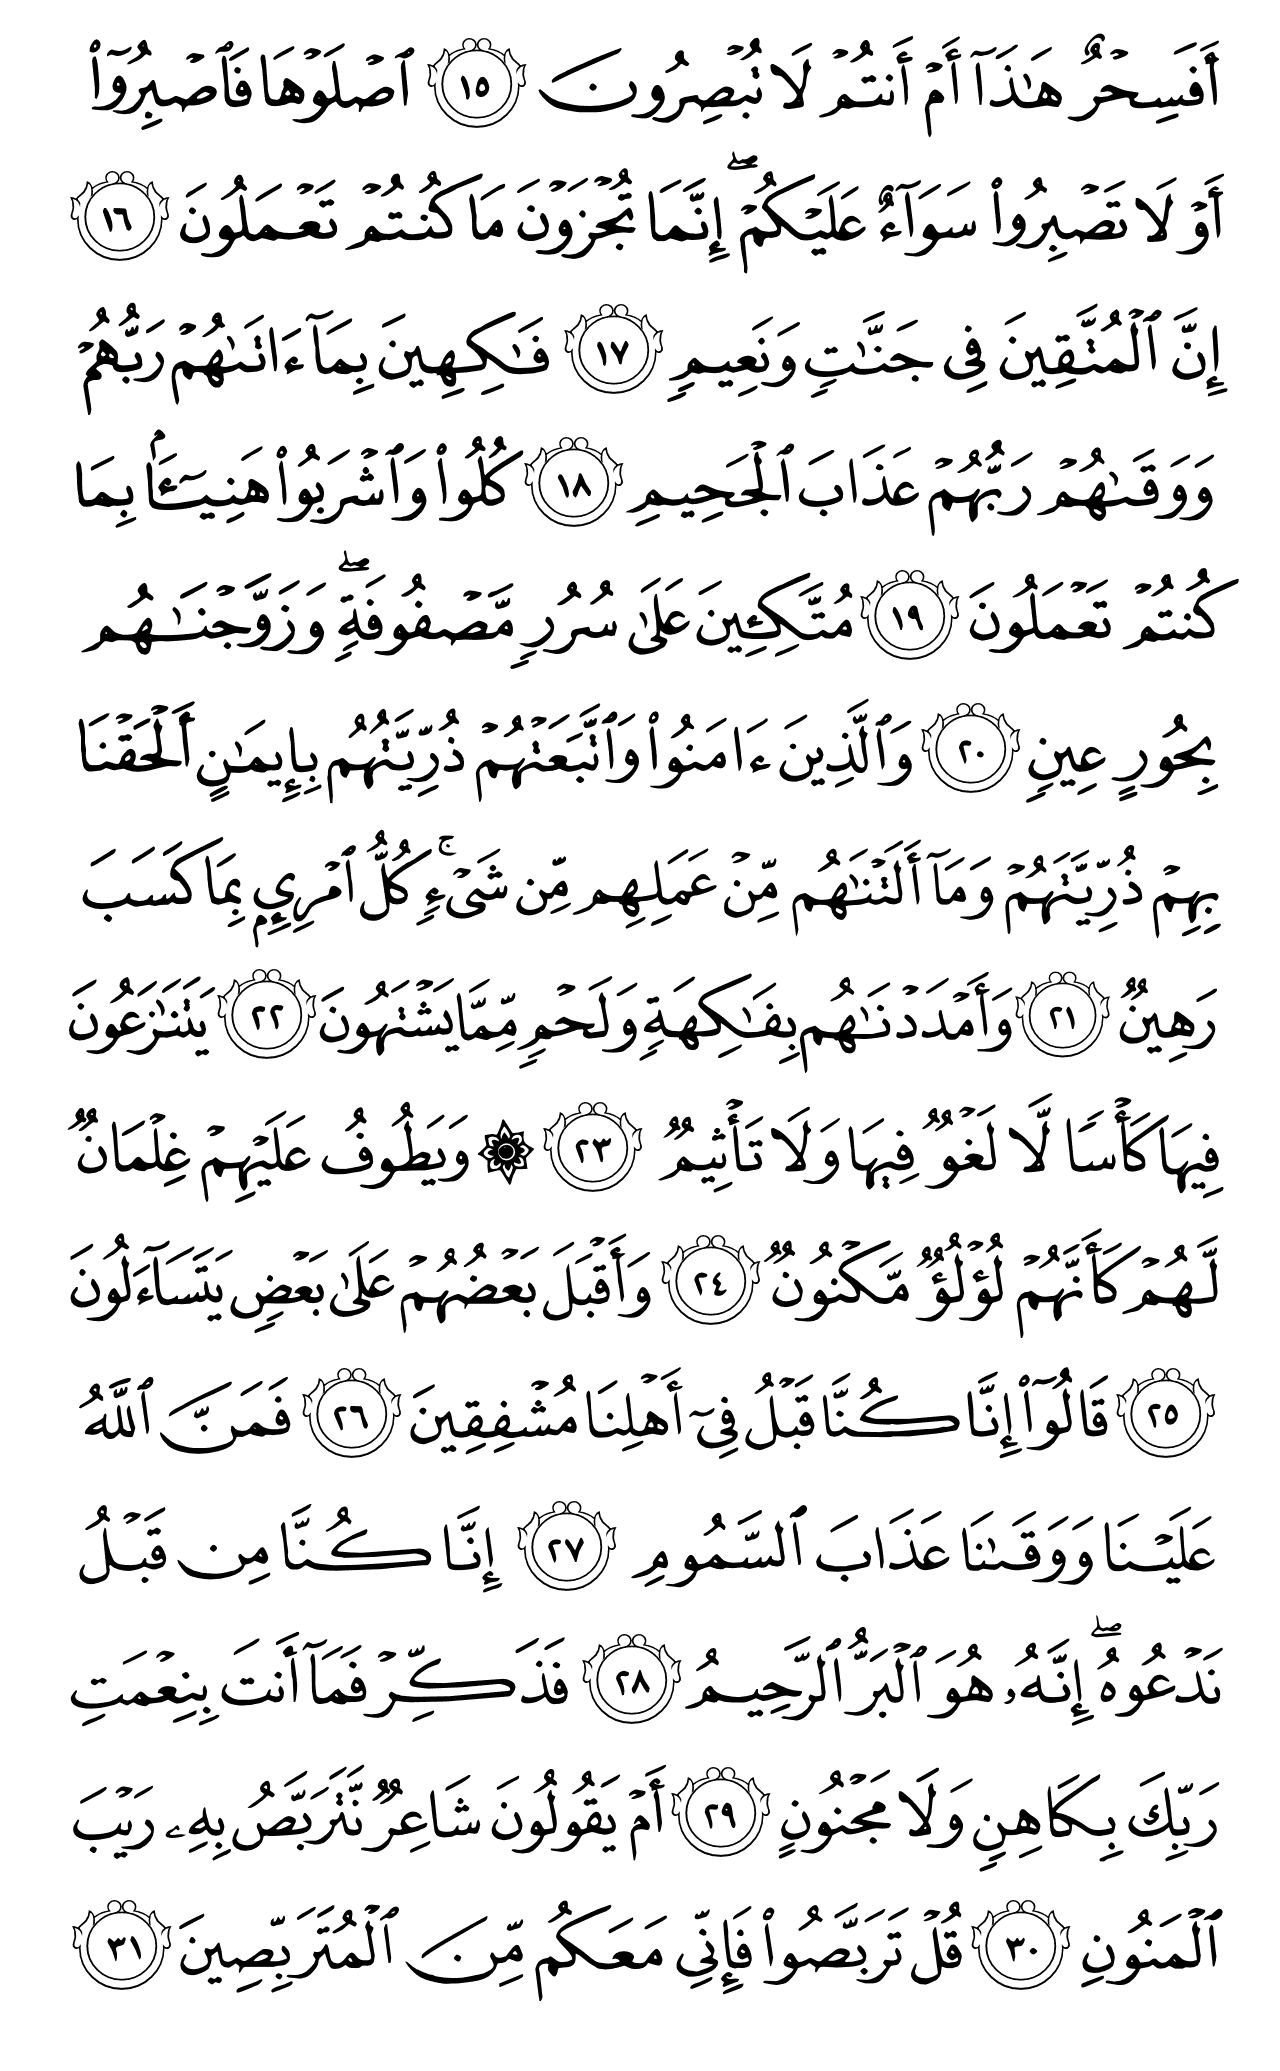 أَفَسِحْرٌ هَٰذَآ أَمْ أَنتُمْ لَا تُبْصِرُونَ ١٥ ٱصْلَوْهَا فَٱصْبِرُوٓا۟
أَوْ لَا تَصْبِرُوا۟ سَوَآءٌ عَلَيْكُمْ ۖ إِنَّمَا تُجْزَوْنَ مَا كُنتُمْ تَعْمَلُونَ ١٦
إِنَّ ٱلْمُتَّقِينَ فِى جَنَّٰتٍ وَنَعِيمٍ ١٧ فَٰكِهِينَ بِمَآ ءَاتَىٰهُمْ رَبُّهُمْ
وَوَقَىٰهُمْ رَبُّهُمْ عَذَابَ ٱلْجَحِيمِ ١٨ كُلُوا۟ وَٱشْرَبُوا۟ هَنِيٓـًٔۢا بِمَا
كُنتُمْ تَعْمَلُونَ ١٩ مُتَّكِـِٔينَ عَلَىٰ سُرُرٍ مَّصْفُوفَةٍ ۖ وَزَوَّجْنَٰهُم
بِحُورٍ عِينٍ ٢٠ وَٱلَّذِينَ ءَامَنُوا۟ وَٱتَّبَعَتْهُمْ ذُرِّيَّتُهُم بِإِيمَٰنٍ أَلْحَقْنَا
بِهِمْ ذُرِّيَّتَهُمْ وَمَآ أَلَتْنَٰهُم مِّنْ عَمَلِهِم مِّن شَىْءٍ ۚ كُلُّ ٱمْرِئٍۭ بِمَا كَسَبَ
رَهِينٌ ٢١ وَأَمْدَدْنَٰهُم بِفَٰكِهَةٍ وَلَحْمٍ مِّمَّا يَشْتَهُونَ ٢٢ يَتَنَٰزَعُونَ
فِيهَا كَأْسًا لَّا لَغْوٌ فِيهَا وَلَا تَأْثِيمٌ ٢٣ ۞ وَيَطُوفُ عَلَيْهِمْ غِلْمَانٌ
لَّهُمْ كَأَنَّهُمْ لُؤْلُؤٌ مَّكْنُونٌ ٢٤ وَأَقْبَلَ بَعْضُهُمْ عَلَىٰ بَعْضٍ يَتَسَآءَلُونَ
٢٥ قَالُوٓا۟ إِنَّا كُنَّا قَبْلُ فِىٓ أَهْلِنَا مُشْفِقِينَ ٢٦ فَمَنَّ ٱللَّهُ
عَلَيْنَا وَوَقَىٰنَا عَذَابَ ٱلسَّمُومِ ٢٧ إِنَّا كُنَّا مِن قَبْلُ
نَدْعُوهُ ۖ إِنَّهُۥ هُوَ ٱلْبَرُّ ٱلرَّحِيمُ ٢٨ فَذَكِّرْ فَمَآ أَنتَ بِنِعْمَتِ
رَبِّكَ بِكَاهِنٍ وَلَا مَجْنُونٍ ٢٩ أَمْ يَقُولُونَ شَاعِرٌ نَّتَرَبَّصُ بِهِۦ رَيْبَ
ٱلْمَنُونِ ٣٠ قُلْ تَرَبَّصُوا۟ فَإِنِّى مَعَكُم مِّنَ ٱلْمُتَرَبِّصِينَ ٣١